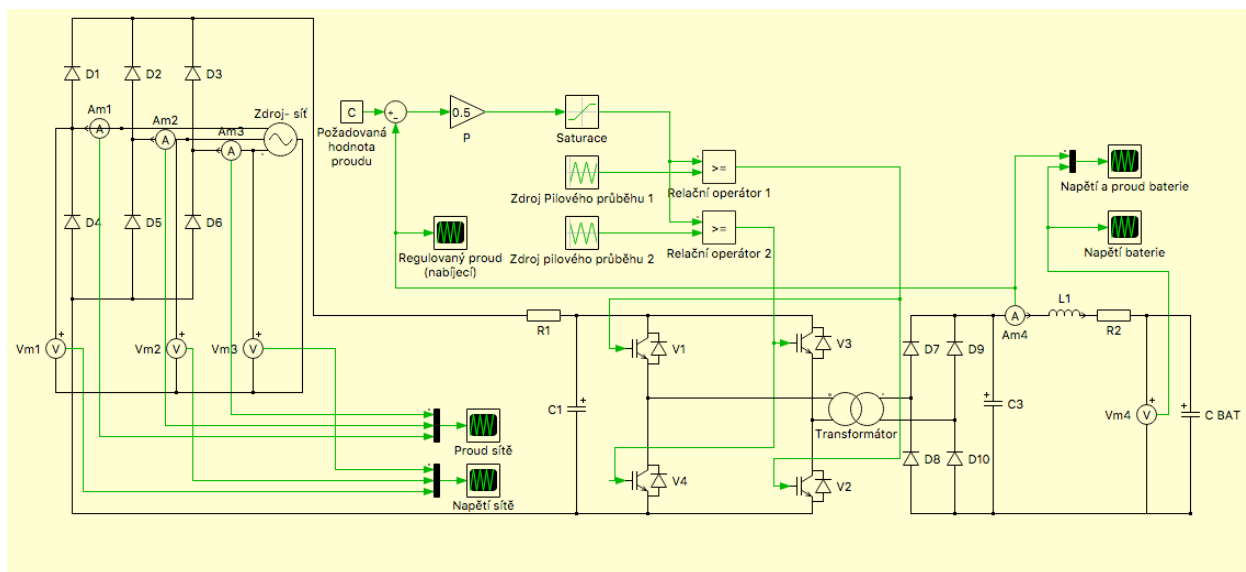 D1
D2
D3
Am1
Am2
Am3
A
A
A
Zdroj- síť
D4
D5
D6
C
Požadovaná
hodnota
proudu
+
-
0.5
P
Saturace
Zdroj Pilového průběhu 1
>=
Relační operátor 1
Zdroj pilového průběhu 2
>=
Relační operátor 2
Regulovaný proud
(nabíjecí)
Napětí a proud baterie
Napětí baterie
Vm1
V
+
Vm2
V
+
Vm3
V
+
R1
C1
+
V1
V3
V4
V2
Transformátor
D7
D9
D8
D10
C3
+
A
Am4
L1
R2
+
Vm4
V
+
C BAT
Proud sítě
Napětí sítě